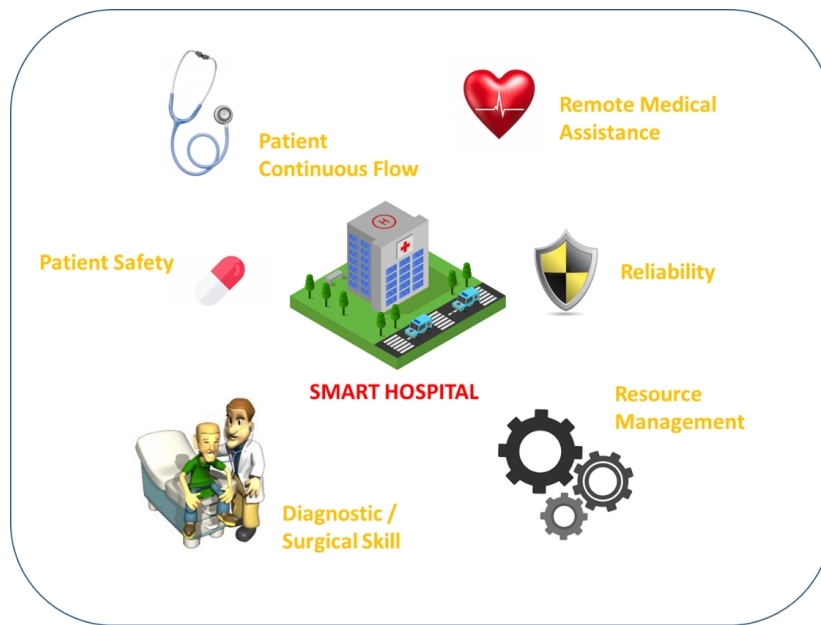 Patient
Continuous Flow
Remote Medical
Assistance
H
Patient Safety
Reliability
SMART HOSPITAL
Resource
Management
Diagnostic /
Surgical Skill